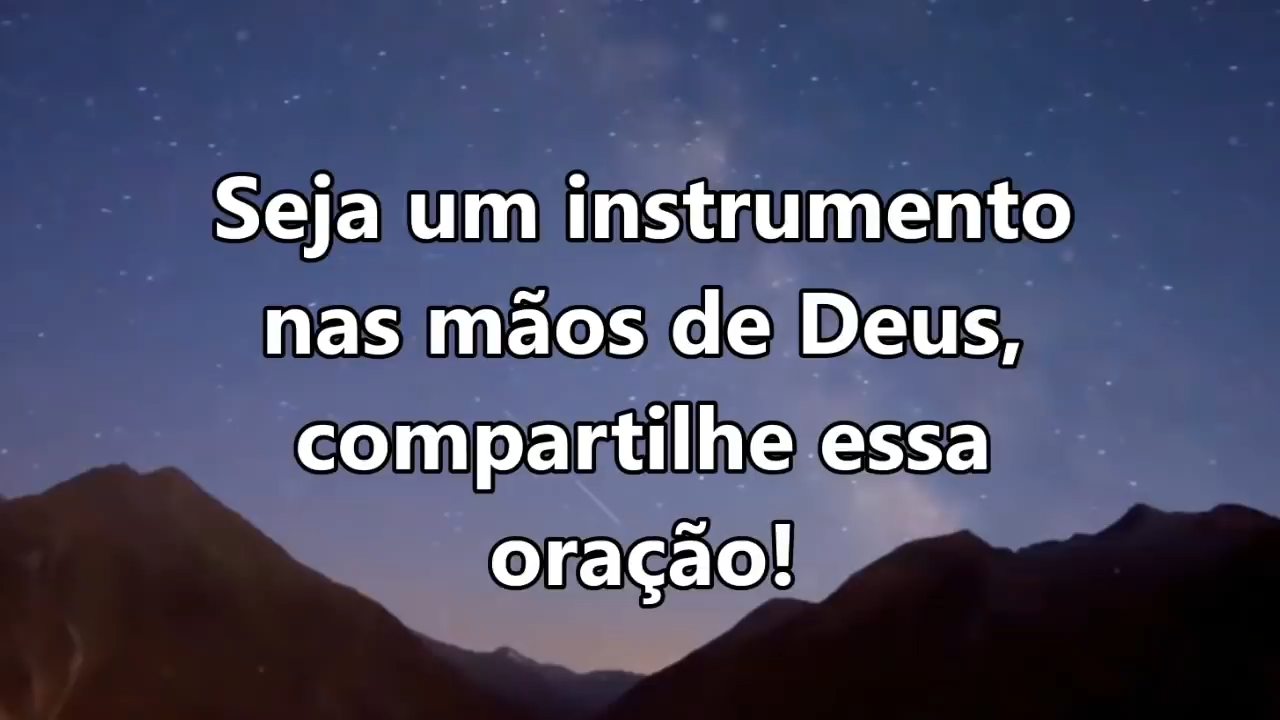 Seja um instrumento
nas mãos de Deus,
compartilhe essa
oração!